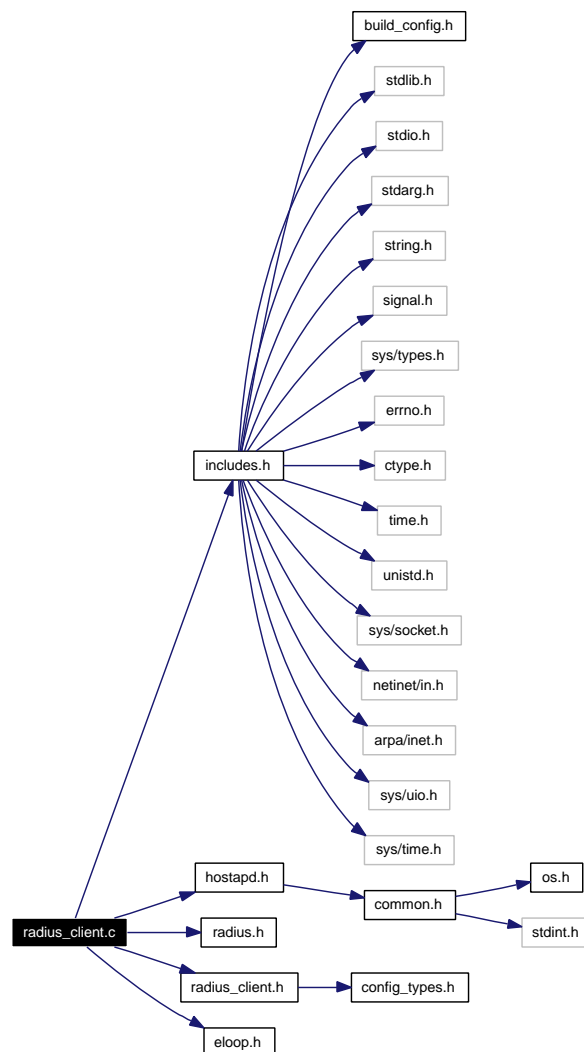 build_config.h
stdlib.h
stdio.h
stdarg.h
string.h
signal.h
sys/types.h
errno.h
includes.h
ctype.h
time.h
unistd.h
sys/socket.h
netinet/in.h
arpa/inet.h
sys/uio.h
sys/time.h
hostapd.h
os.h
common.h
radius_client.c
radius.h
stdint.h
radius_client.h
config_types.h
eloop.h